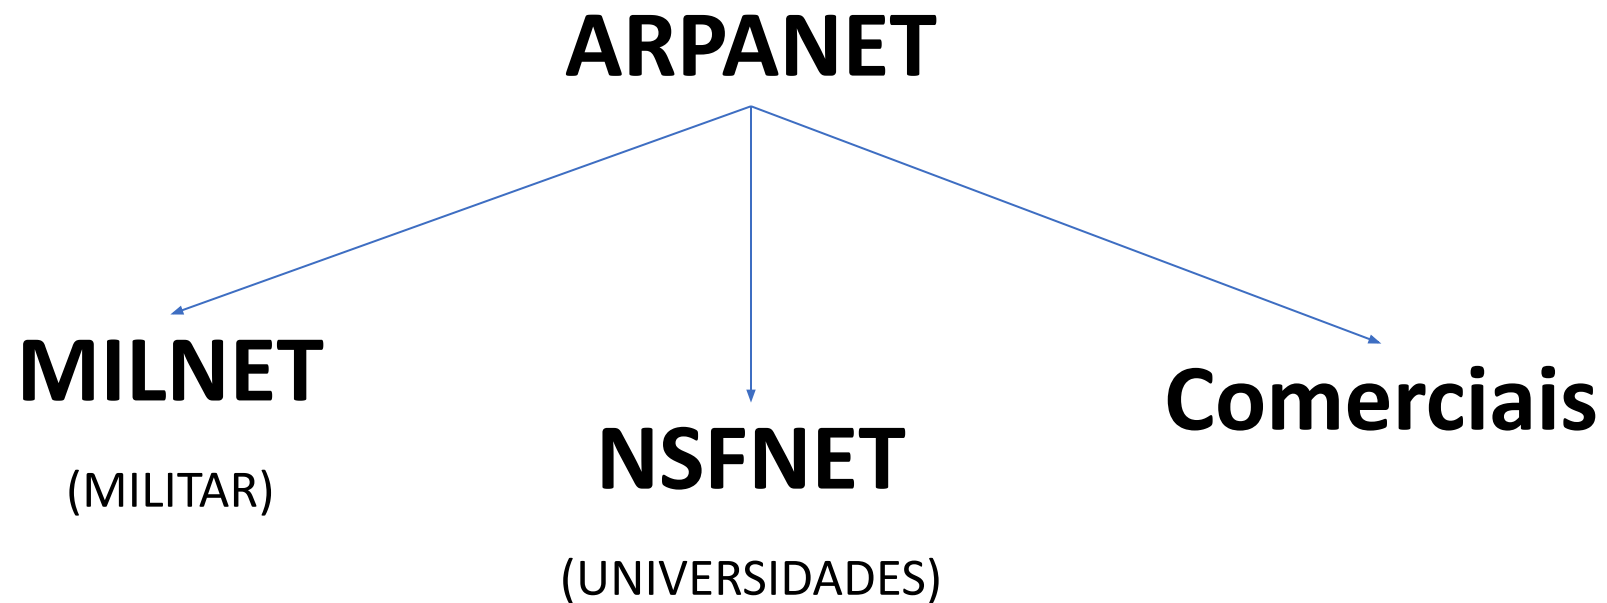 ARPANET
MILNET
(MILITAR)
NSFNET
(UNIVERSIDADES)
Comerciais